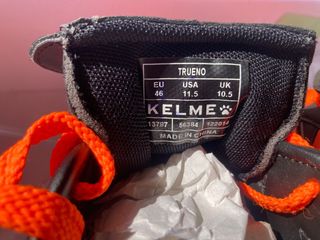 TRUENO
EU USA UK
46 11.5 10.5
KELME
13797 56384 122014
MADE IN CHINA